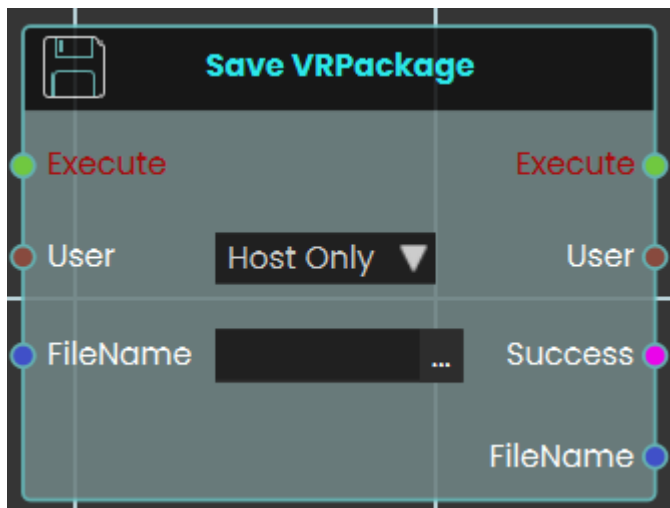 Save VRPackage
Execute Execute
User Host Only User
FileName ... Success
FileName